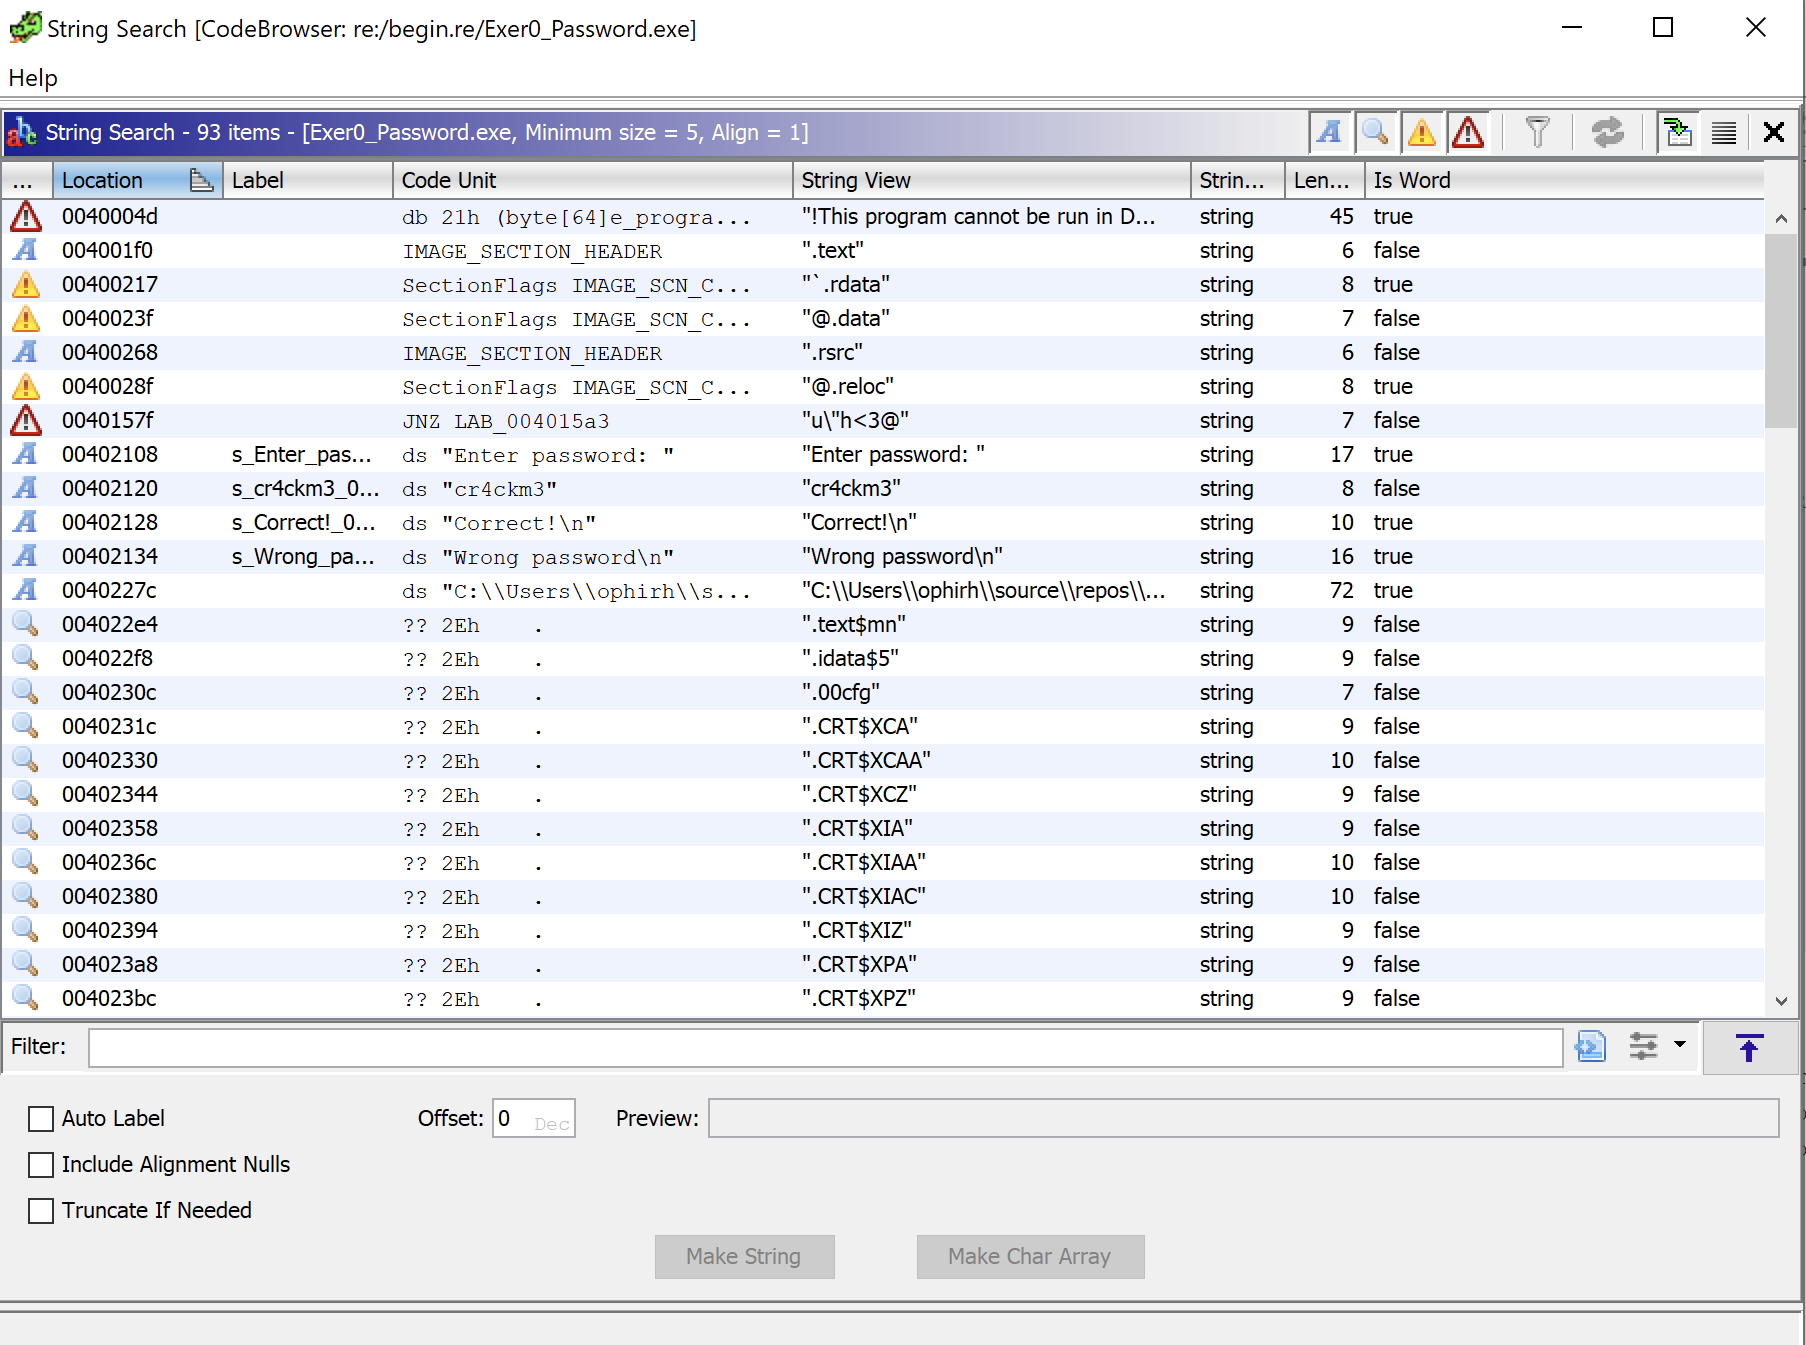 String Search [CodeBrowser: re:/begin.re/Exer0_Password.exe]
Help
String Search - 93 items - [Exer0_Password.exe, Minimum size = 5, Align = 1]
... Location Label Code Unit String View Strin... Len... Is Word
0040004d db 21h (byte[64]e_progra... "!This program cannot be run in D... string 45 true
004001f0 IMAGE_SECTION_HEADER ".text" string 6 false
00400217 SectionFlags IMAGE_SCN_C... "`.rdata" string 8 true
0040023f SectionFlags IMAGE_SCN_C... "@.data" string 7 false
00400268 IMAGE_SECTION_HEADER ".rsrc" string 6 false
0040028f SectionFlags IMAGE_SCN_C... "@.reloc" string 8 true
0040157f JNZ LAB_004015a3 "u\"h<3@" string 7 false
00402108 s_Enter_pas... ds "Enter password: " "Enter password: " string 17 true
00402120 s_cr4ckm3_0... ds "cr4ckm3" "cr4ckm3" string 8 false
00402128 s_Correct!_0... ds "Correct!\n" "Correct!\n" string 10 true
00402134 s_Wrong_pa... ds "Wrong password\n" "Wrong password\n" string 16 true
0040227c ds "C:\\Users\\ophirh\\s... "C:\\Users\\ophirh\\source\\repos\\... string 72 true
004022e4 ?? 2Eh . ".text$mn" string 9 false
004022f8 ?? 2Eh . ".idata$5" string 9 false
0040230c ?? 2Eh . ".00cfg" string 7 false
0040231c ?? 2Eh . ".CRT$XCA" string 9 false
00402330 ?? 2Eh . ".CRT$XCAA" string 10 false
00402344 ?? 2Eh . ".CRT$XCZ" string 9 false
00402358 ?? 2Eh . ".CRT$XIA" string 9 false
0040236c ?? 2Eh . ".CRT$XIAA" string 10 false
00402380 ?? 2Eh . ".CRT$XIAC" string 10 false
00402394 ?? 2Eh . ".CRT$XIZ" string 9 false
004023a8 ?? 2Eh . ".CRT$XPA" string 9 false
004023bc ?? 2Eh . ".CRT$XPZ" string 9 false
Filter:
Auto Label Offset: 0 Dec Preview:
Include Alignment Nulls
Truncate If Needed
Make String Make Char Array